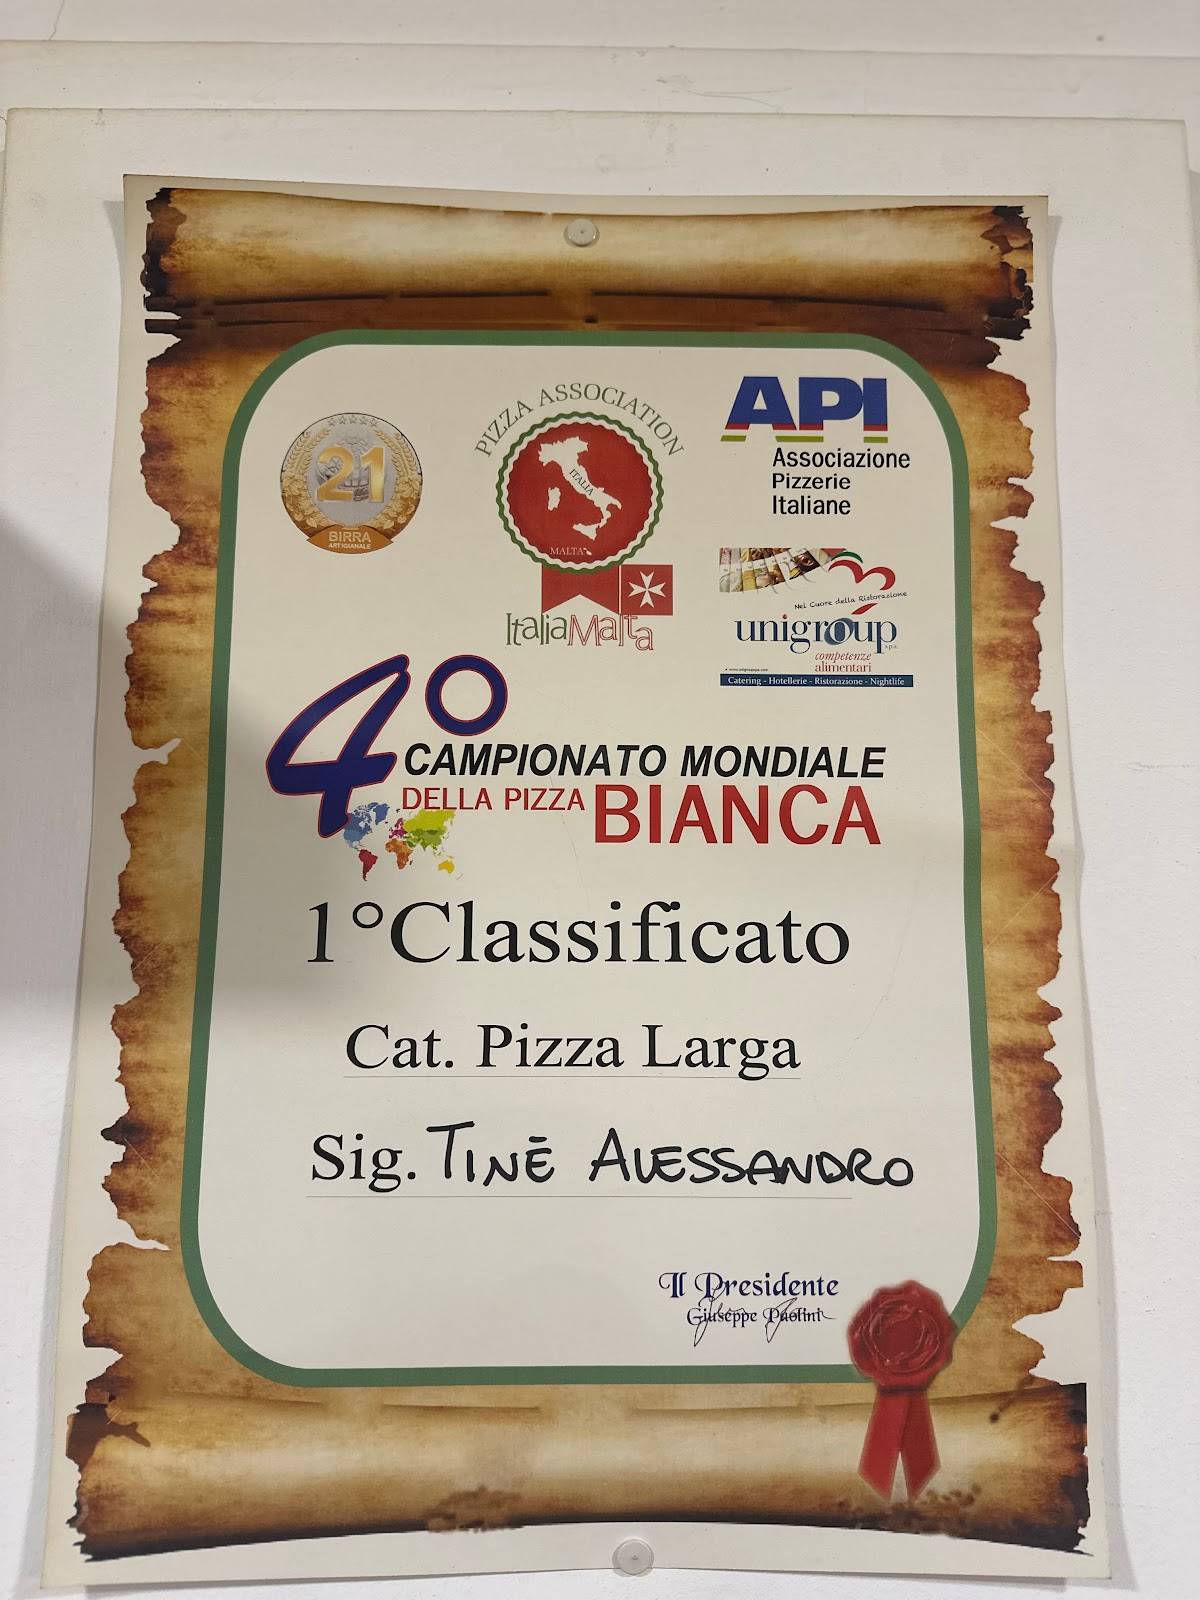 PIZZA ASSOCIATION
API
Associazione
Pizzerie
Italiane
21
BIRRA
ARTIGIANALE
ITALIA
MALTA
ItaliaMalta
Nel Cuore della Ristorazione
unigroup s.p.a.
competenze
alimentari
Catering - Hotellerie - Ristorazione - Nightlife
4° CAMPIONATO MONDIALE
DELLA PIZZA BIANCA
1°Classificato
Cat. Pizza Larga
Sig. TINĒ ALESSANDRO
Il Presidente
Giuseppe Paolini